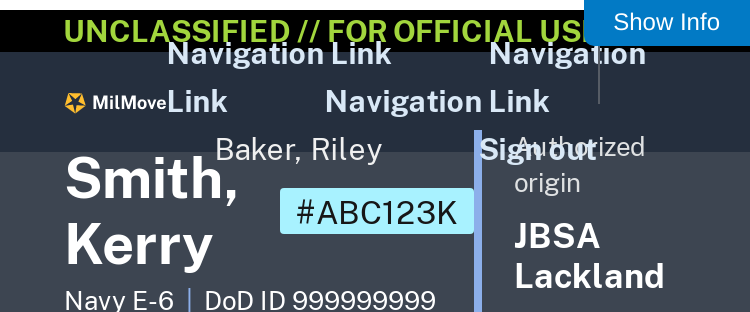 UNCLASSIFIED // FOR OFFICIAL US
Show Info
Navigation Link
Navigation
MilMove
Link
Navigation Link
Baker, Riley
Sign out
Authorized
origin
Smith,
Kerry
#ABC123K
JBSA
Lackland
Navy E-6 | DoD ID 999999999